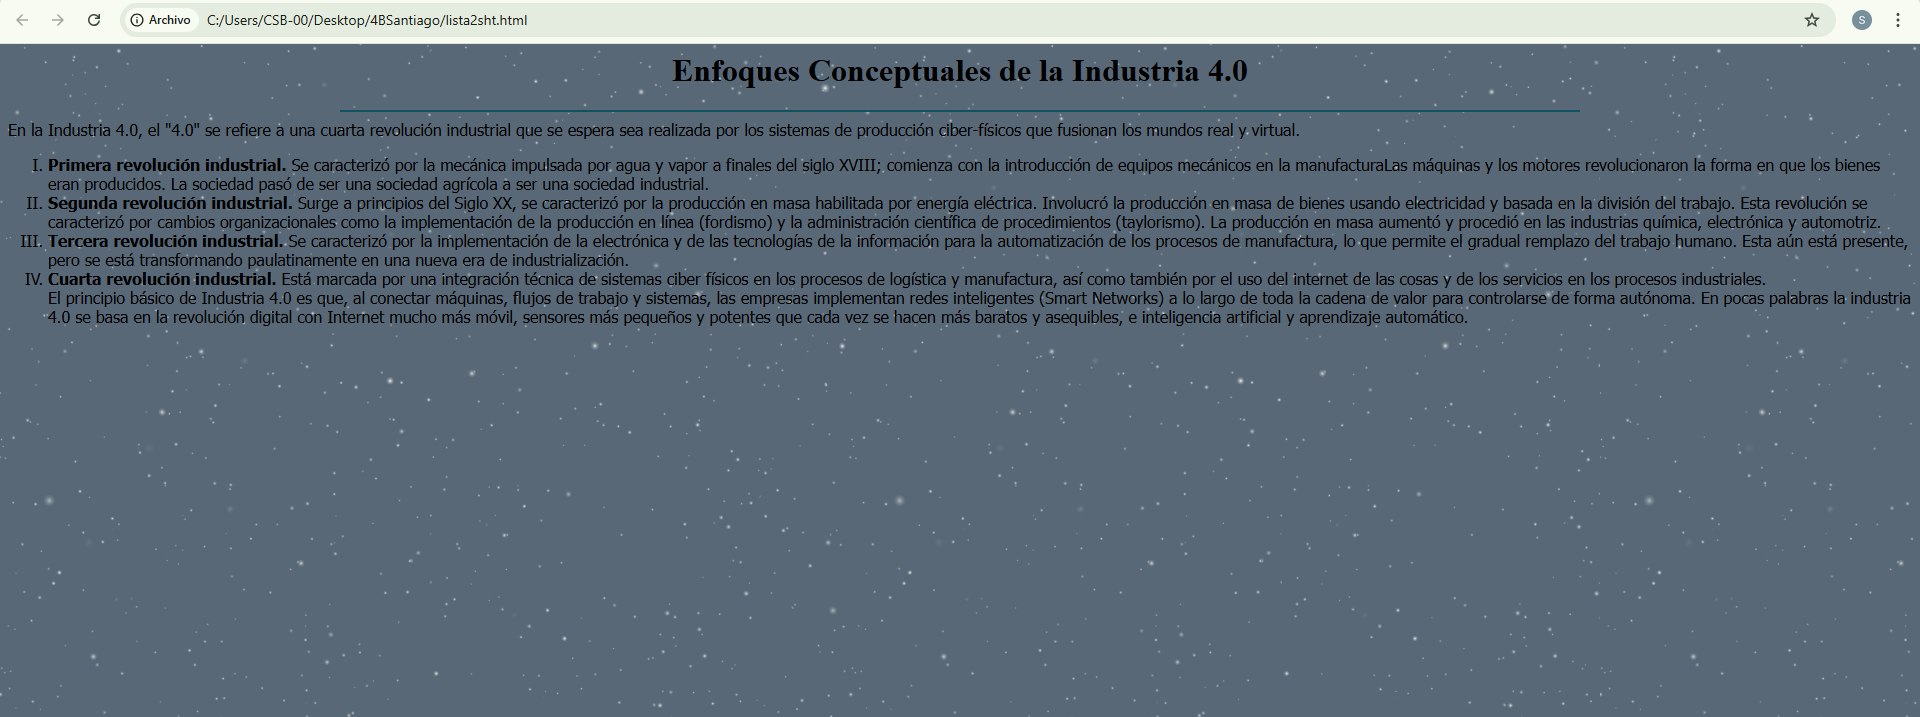 Archivo
C:/Users/CSB-00/Desktop/4BSantiago/lista2sht.html
S
Enfoques Conceptuales de la Industria 4.0
En la Industria 4.0, el "4.0" se refiere a una cuarta revolución industrial que se espera sea realizada por los sistemas de producción ciber-físicos que fusionan los mundos real y virtual.
I. Primera revolución industrial. Se caracterizó por la mecánica impulsada por agua y vapor a finales del siglo XVIII; comienza con la introducción de equipos mecánicos en la manufacturaLas máquinas y los motores revolucionaron la forma en que los bienes
eran producidos. La sociedad pasó de ser una sociedad agrícola a ser una sociedad industrial.
II. Segunda revolución industrial. Surge a principios del Siglo XX, se caracterizó por la producción en masa habilitada por energía eléctrica. Involucró la producción en masa de bienes usando electricidad y basada en la división del trabajo. Esta revolución se
caracterizó por cambios organizacionales como la implementación de la producción en línea (fordismo) y la administración científica de procedimientos (taylorismo). La producción en masa aumentó y procedió en las industrias química, electrónica y automotriz.
III. Tercera revolución industrial. Se caracterizó por la implementación de la electrónica y de las tecnologías de la información para la automatización de los procesos de manufactura, lo que permite el gradual remplazo del trabajo humano. Esta aún está presente,
pero se está transformando paulatinamente en una nueva era de industrialización.
IV. Cuarta revolución industrial. Está marcada por una integración técnica de sistemas ciber físicos en los procesos de logística y manufactura, así como también por el uso del internet de las cosas y de los servicios en los procesos industriales.
El principio básico de Industria 4.0 es que, al conectar máquinas, flujos de trabajo y sistemas, las empresas implementan redes inteligentes (Smart Networks) a lo largo de toda la cadena de valor para controlarse de forma autónoma. En pocas palabras la industria
4.0 se basa en la revolución digital con Internet mucho más móvil, sensores más pequeños y potentes que cada vez se hacen más baratos y asequibles, e inteligencia artificial y aprendizaje automático.